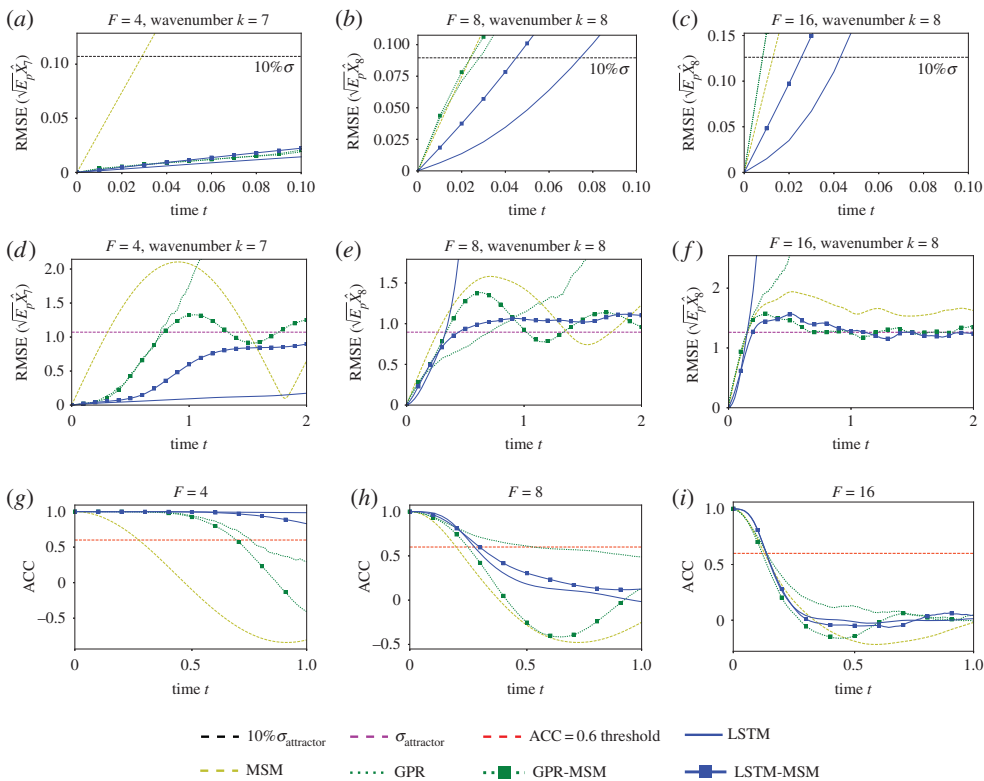 (a) F = 4, wavenumber k = 7
(b) F = 8, wavenumber k = 8
(c) F = 16, wavenumber k = 8
RMSE (√E_p X̂_7)
0.10
0.05
0
10%σ
0 0.02 0.04 0.06 0.08 0.10
time t
RMSE (√E_p X̂_8)
0.100
0.075
0.050
0.025
0
10%σ
0 0.02 0.04 0.06 0.08 0.10
time t
RMSE (√E_p X̂_8)
0.15
0.10
0.05
0
10%σ
0 0.02 0.04 0.06 0.08 0.10
time t
(d) F = 4, wavenumber k = 7
(e) F = 8, wavenumber k = 8
(f) F = 16, wavenumber k = 8
RMSE (√E_p X̂_7)
2.0
1.5
1.0
0.5
0
0 1 2
time t
RMSE (√E_p X̂_8)
2.0
1.5
1.0
0.5
0
0 1 2
time t
RMSE (√E_p X̂_8)
2
1
0
0 1 2
time t
(g) F = 4
(h) F = 8
(i) F = 16
ACC
1.0
0.5
0
−0.5
0 0.5 1.0
time t
ACC
1.0
0.5
0
−0.5
0 0.5 1.0
time t
ACC
1.0
0.5
0
0 0.5 1.0
time t
10%σ_attractor
σ_attractor
ACC = 0.6 threshold
LSTM
MSM
GPR
GPR-MSM
LSTM-MSM